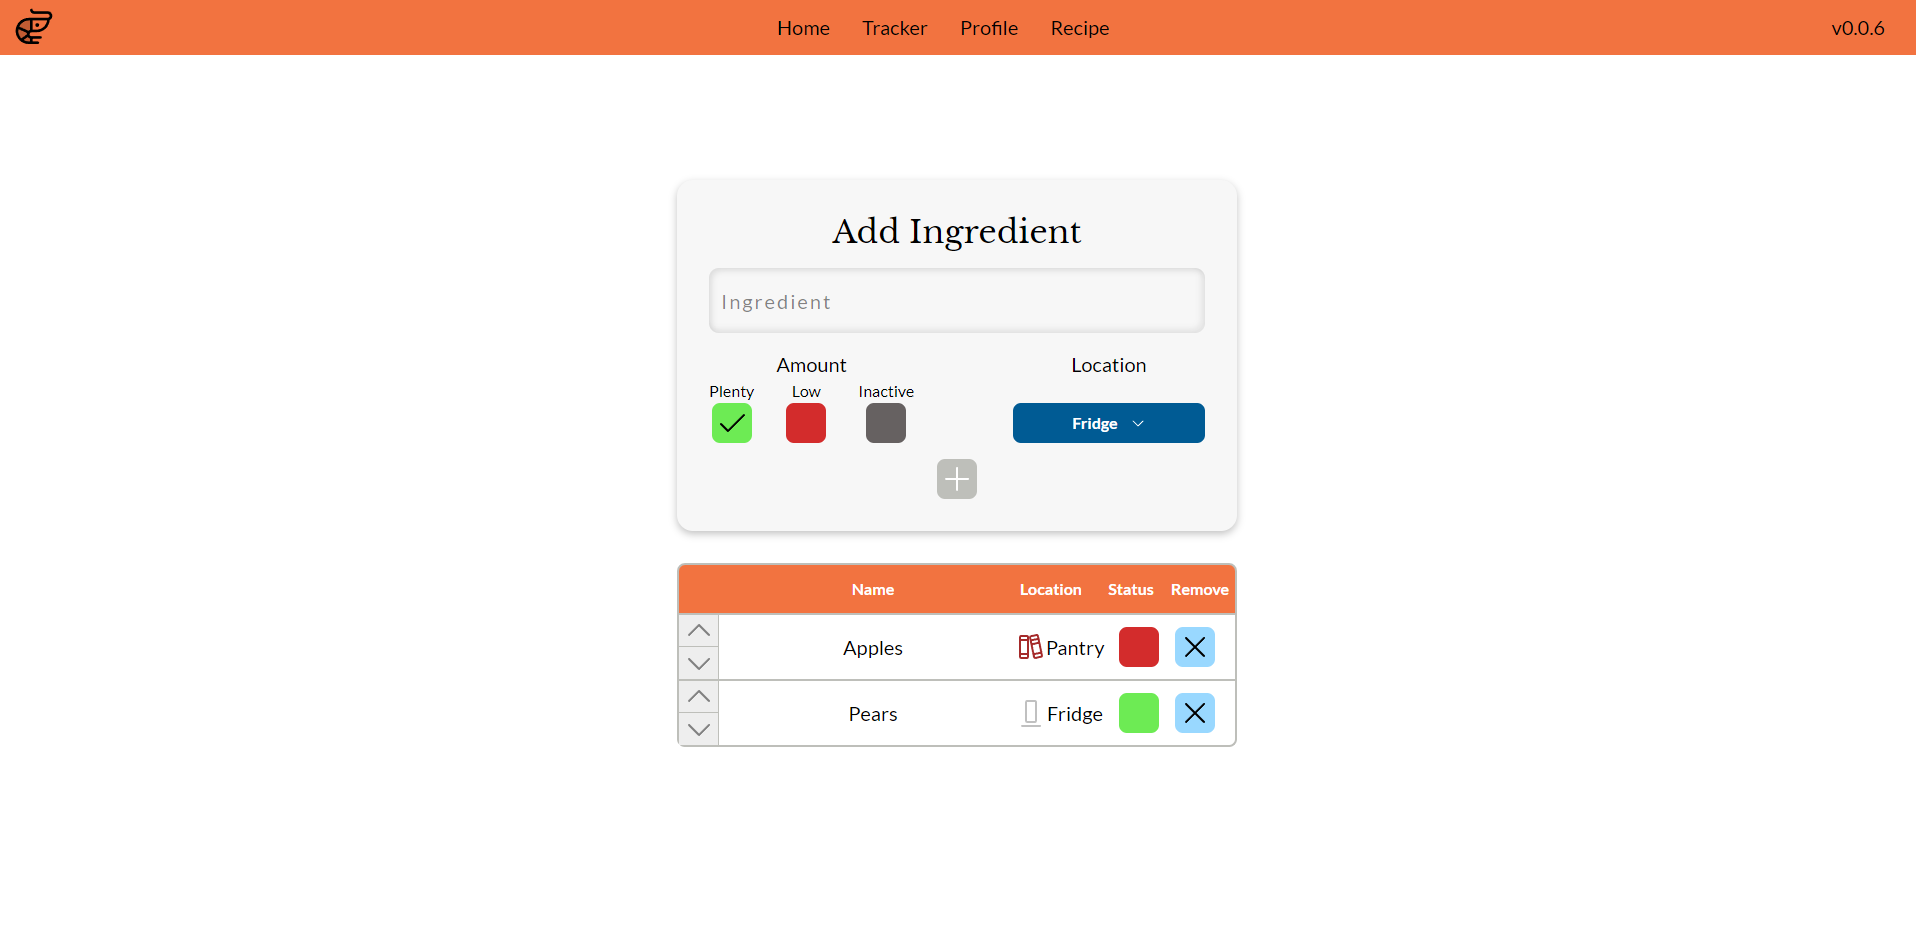 Home Tracker Profile Recipe v0.0.6
Add Ingredient
Ingredient
Amount Location
Plenty Low Inactive
Fridge
Name Location Status Remove
Apples Pantry
Pears Fridge